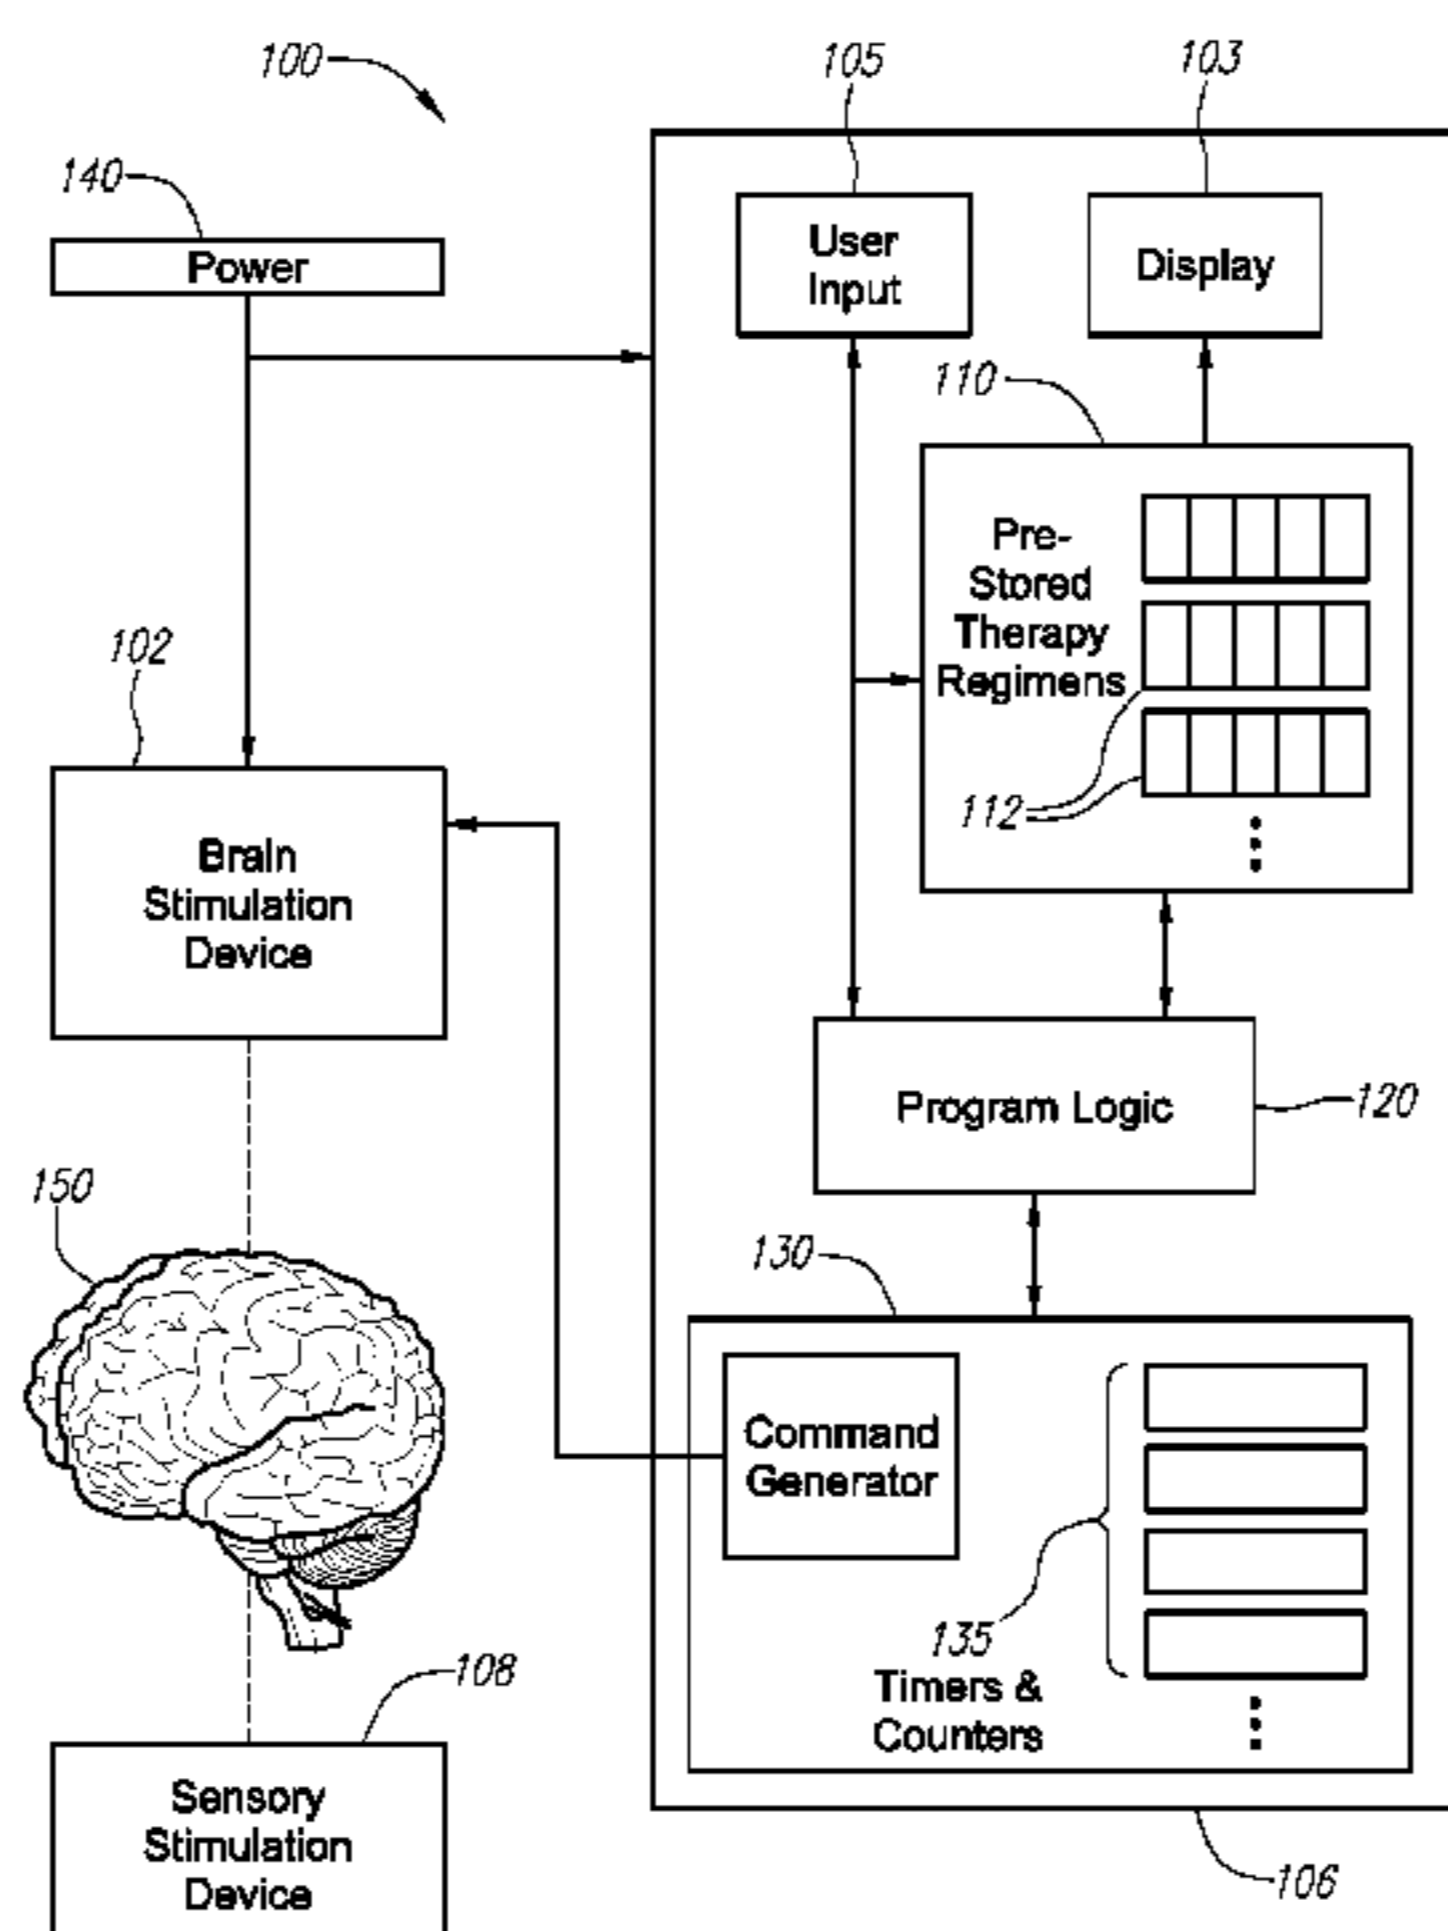 100
105
103
140
Power
User
Input
Display
110
Pre-
Stored
Therapy
Regimens
112
102
Brain
Stimulation
Device
Program Logic
120
150
130
Command
Generator
135
Timers &
Counters
108
Sensory
Stimulation
Device
106